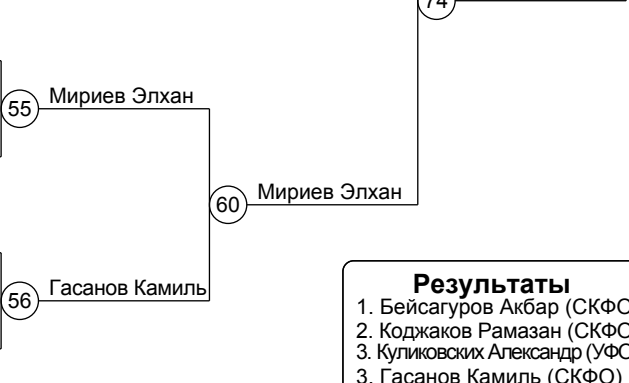 74
Мириев Элхан
55
Мириев Элхан
60
Гасанов Камиль
56
Результаты
1. Бейсагуров Акбар (СКФО
2. Коджаков Рамазан (СКФО
3. Куликовских Александр (УФО
3. Гасанов Камиль (СКФО)